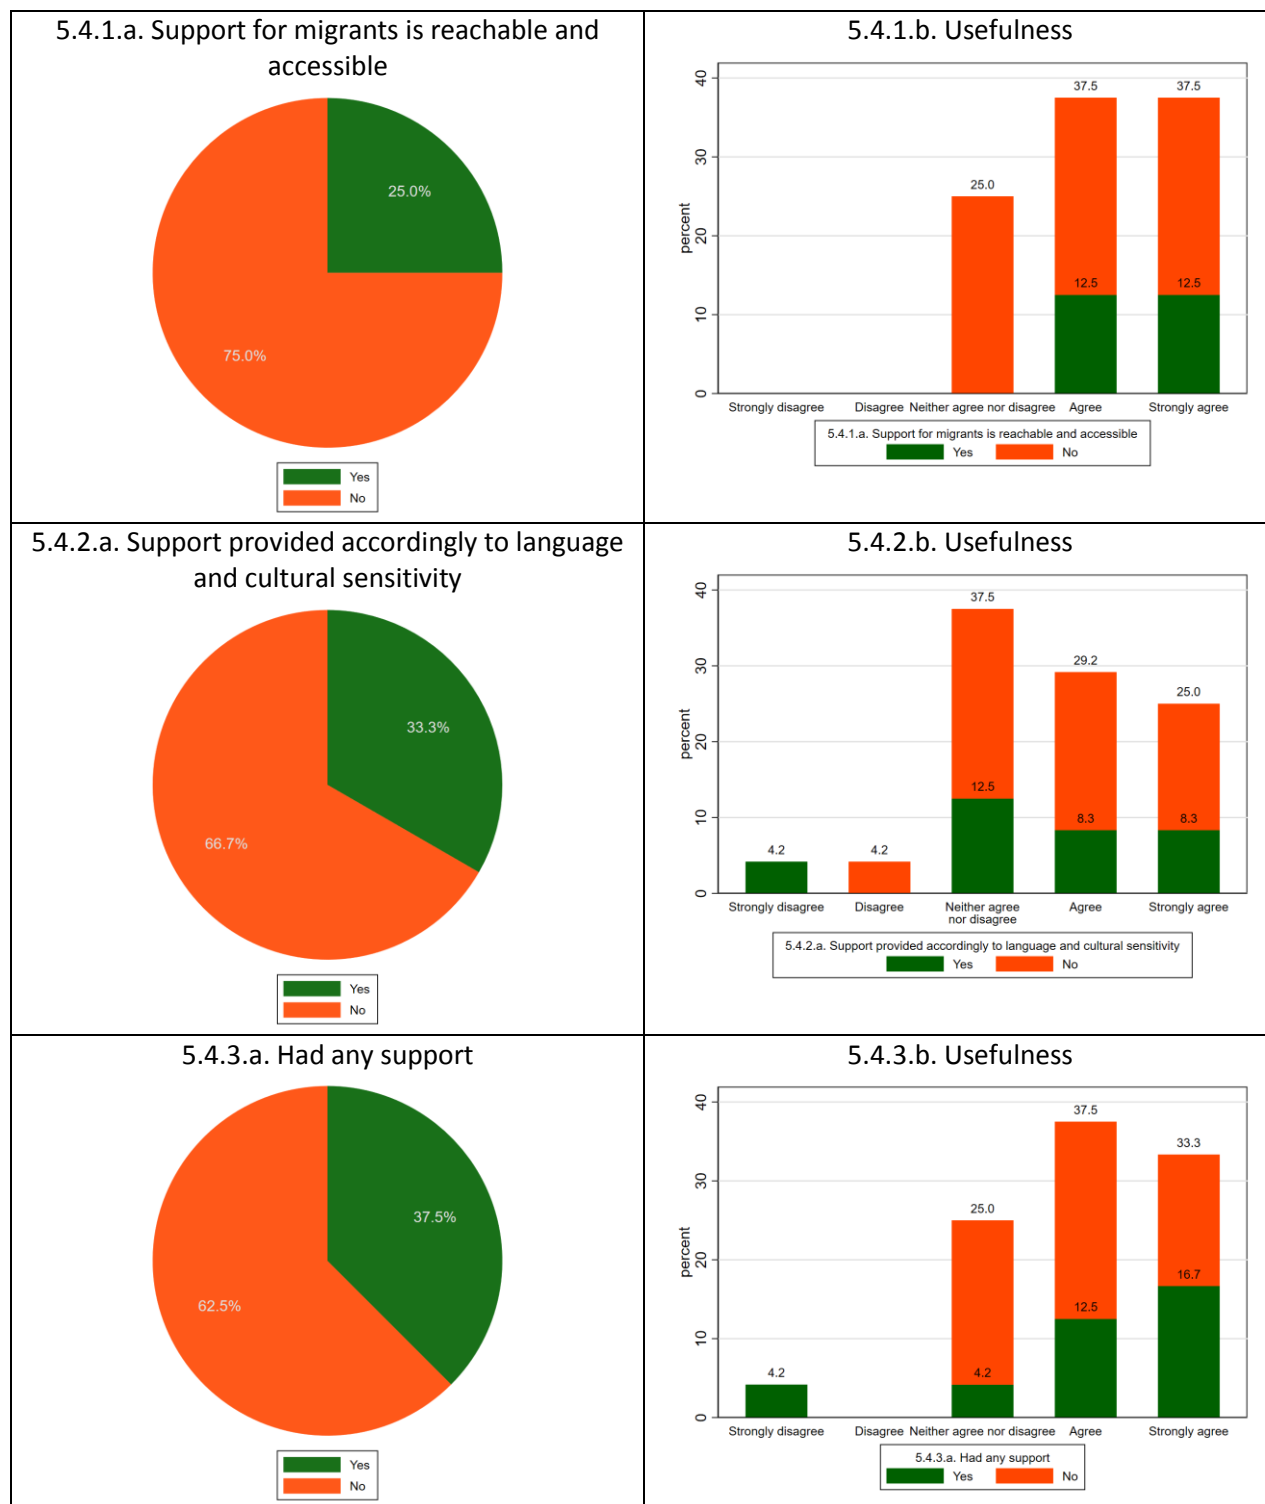 5.4.1.a. Support for migrants is reachable and
accessible
25.0%
75.0%
Yes
No
5.4.1.b. Usefulness
percent
40
30
20
10
0
25.0
37.5
12.5
37.5
12.5
Strongly disagree
Disagree
Neither agree nor disagree
Agree
Strongly agree
5.4.1.a. Support for migrants is reachable and accessible
Yes
No
5.4.2.a. Support provided accordingly to language
and cultural sensitivity
33.3%
66.7%
Yes
No
5.4.2.b. Usefulness
percent
40
30
20
10
0
4.2
4.2
37.5
12.5
29.2
8.3
25.0
8.3
Strongly disagree
Disagree
Neither agree
nor disagree
Agree
Strongly agree
5.4.2.a. Support provided accordingly to language and cultural sensitivity
Yes
No
5.4.3.a. Had any support
37.5%
62.5%
Yes
No
5.4.3.b. Usefulness
percent
40
30
20
10
0
4.2
25.0
4.2
37.5
12.5
33.3
16.7
Strongly disagree
Disagree
Neither agree nor disagree
Agree
Strongly agree
5.4.3.a. Had any support
Yes
No